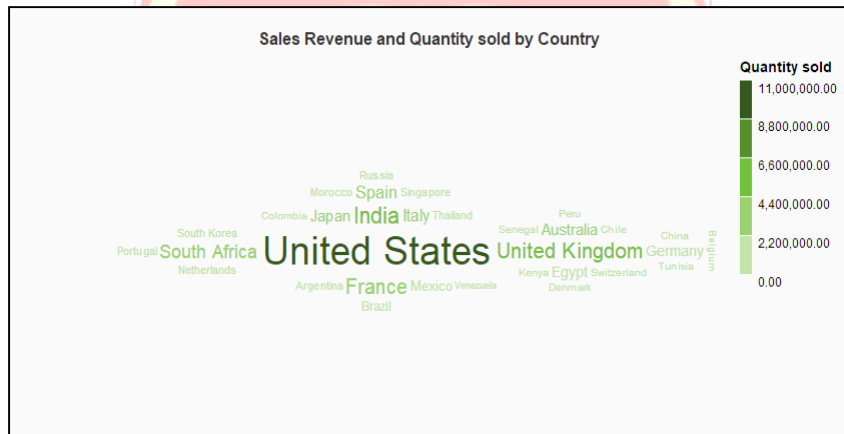 Sales Revenue and Quantity sold by Country
Quantity sold
11,000,000.00
8,800,000.00
6,600,000.00
4,400,000.00
2,200,000.00
0.00
Russia
Morocco Spain Singapore
Colombia Japan India Italy Thailand
Peru
Senegal Australia Chile
South Korea
China
Belgium
Portugal South Africa United States United Kingdom Germany
Netherlands
Tunisia
Kenya Egypt Switzerland
Argentina France Mexico Venezuela
Denmark
Brazil